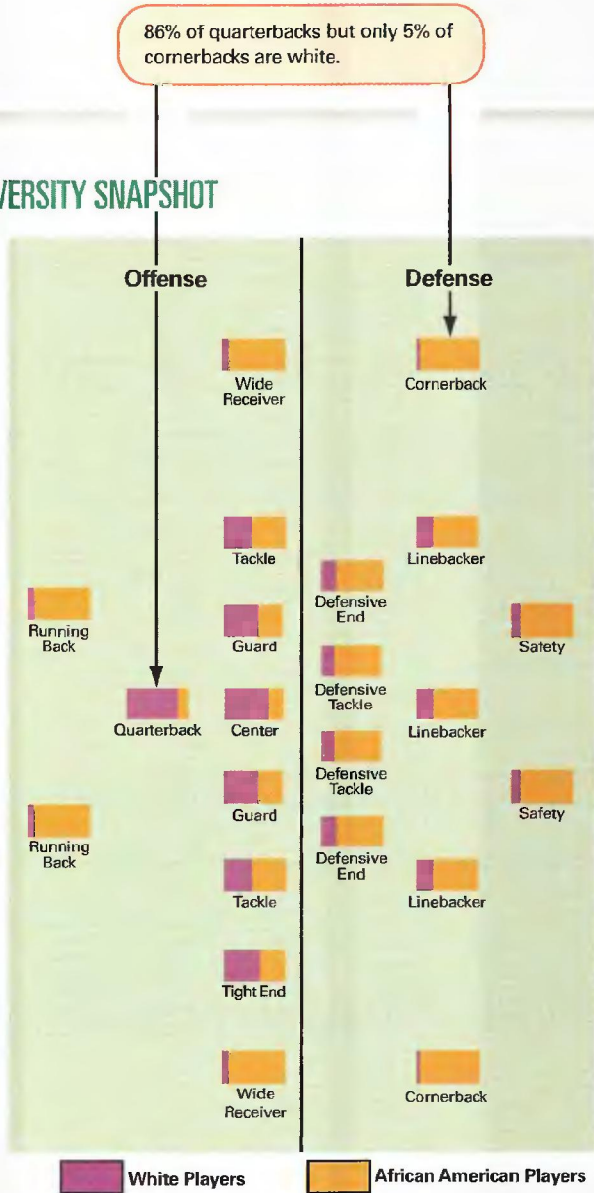 86% of quarterbacks but only 5% of
cornerbacks are white.
VERSITY SNAPSHOT
Offense
Defense
Wide
Receiver
Cornerback
Tackle
Linebacker
Defensive
End
Running
Back
Guard
Safety
Defensive
Tackle
Quarterback
Center
Linebacker
Defensive
Tackle
Guard
Safety
Running
Back
Defensive
End
Tackle
Linebacker
Tight End
Wide
Receiver
Cornerback
White Players
African American Players